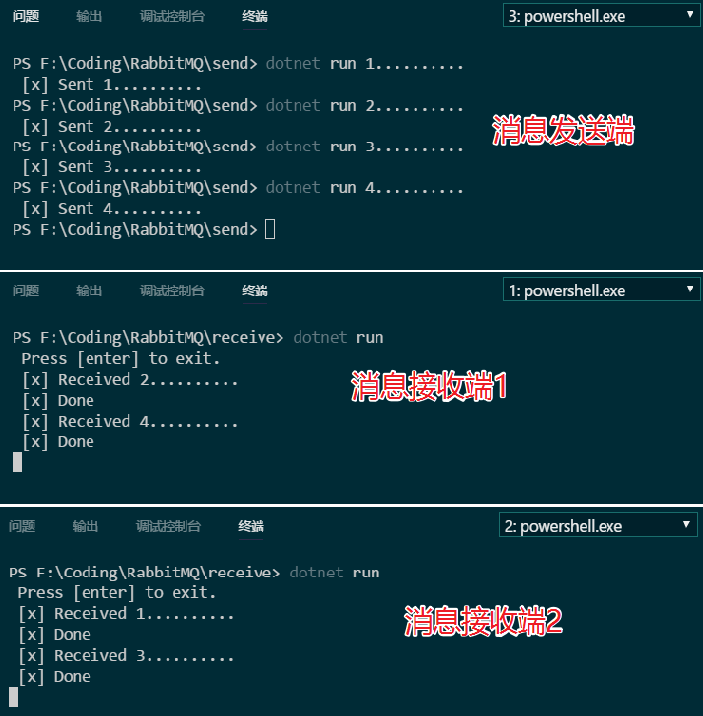 问题 输出 调试控制台 终端 3: powershell.exe
PS F:\Coding\RabbitMQ\send> dotnet run 1..........
[x] Sent 1..........
PS F:\Coding\RabbitMQ\send> dotnet run 2..........
[x] Sent 2..........
PS F:\Coding\RabbitMQ\send> dotnet run 3..........
[x] Sent 3..........
PS F:\Coding\RabbitMQ\send> dotnet run 4..........
[x] Sent 4..........
PS F:\Coding\RabbitMQ\send>
消息发送端
问题 输出 调试控制台 终端 1: powershell.exe
PS F:\Coding\RabbitMQ\receive> dotnet run
Press [enter] to exit.
[x] Received 2..........
[x] Done
[x] Received 4..........
[x] Done
消息接收端1
问题 输出 调试控制台 终端 2: powershell.exe
PS F:\Coding\RabbitMQ\receive> dotnet run
Press [enter] to exit.
[x] Received 1..........
[x] Done
[x] Received 3..........
[x] Done
消息接收端2